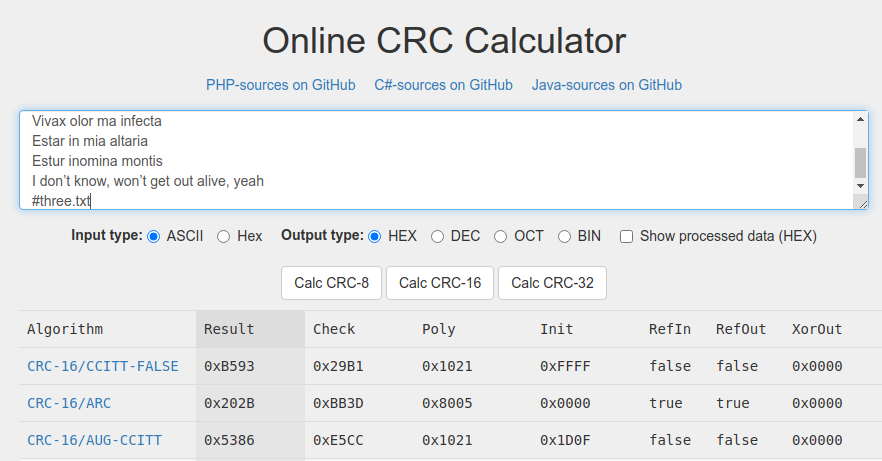 Online CRC Calculator
PHP-sources on GitHub C#-sources on GitHub Java-sources on GitHub
Vivax olor ma infecta
Estar in mia altaria
Estur inomina montis
I don’t know, won’t get out alive, yeah
#three.txt
Input type: ASCII Hex Output type: HEX DEC OCT BIN Show processed data (HEX)
Calc CRC-8 Calc CRC-16 Calc CRC-32
Algorithm Result Check Poly Init RefIn RefOut XorOut
CRC-16/CCITT-FALSE 0xB593 0x29B1 0x1021 0xFFFF false false 0x0000
CRC-16/ARC 0x202B 0xBB3D 0x8005 0x0000 true true 0x0000
CRC-16/AUG-CCITT 0x5386 0xE5CC 0x1021 0x1D0F false false 0x0000